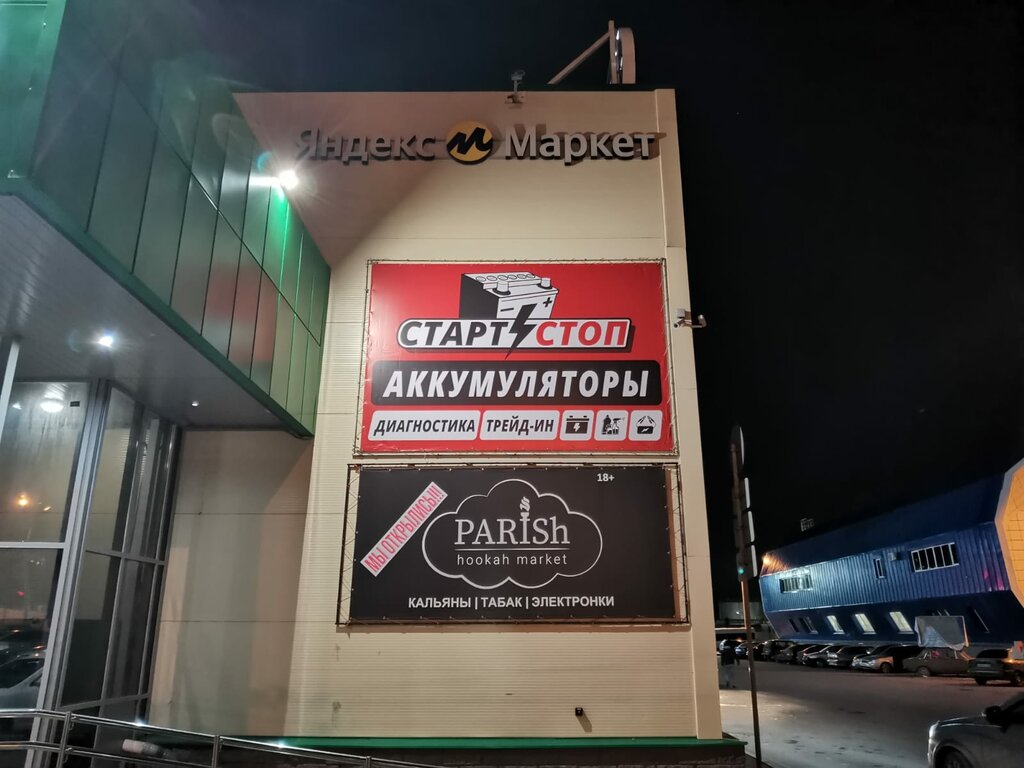 Яндекс М Маркет
СТАРТ СТОП
АККУМУЛЯТОРЫ
ДИАГНОСТИКА ТРЕЙД-ИН
18+
МЫ ОТКРЫЛИСЬ!!!
PARISh
hookah market
КАЛЬЯНЫ | ТАБАК | ЭЛЕКТРОНКИ